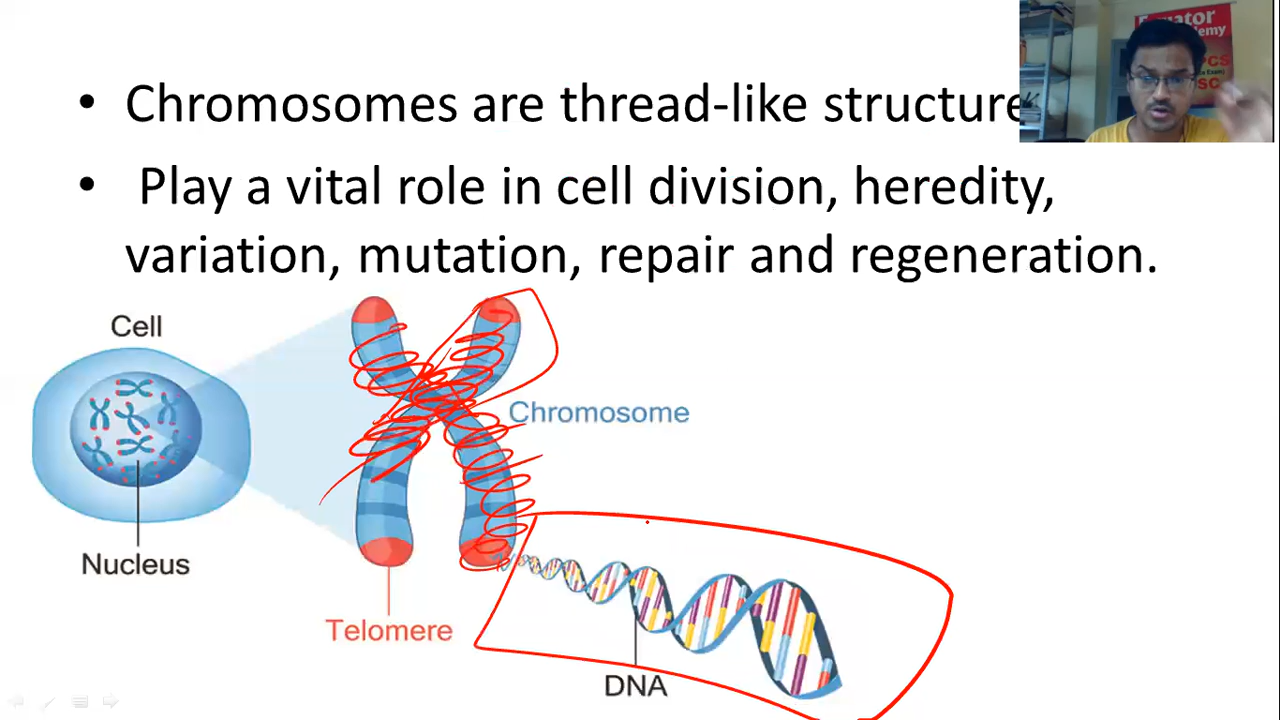 • Chromosomes are thread-like structure
• Play a vital role in cell division, heredity,
variation, mutation, repair and regeneration.
Cell
Chromosome
Nucleus
Telomere
DNA